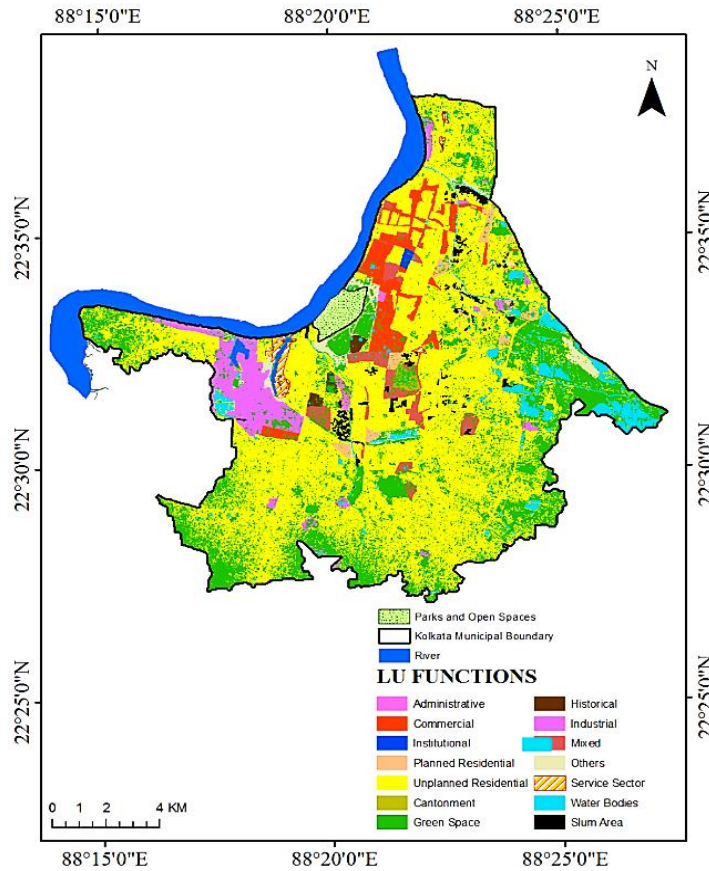 88°15'0"E 88°20'0"E 88°25'0"E
N
22°35'0"N 22°35'0"N
22°30'0"N 22°30'0"N
22°25'0"N 22°25'0"N
Parks and Open Spaces
Kolkata Municipal Boundary
River
LU FUNCTIONS
Administrative Historical
Commercial Industrial
Institutional Mixed
Planned Residential Others
Unplanned Residential Service Sector
Cantonment Water Bodies
Green Space Slum Area
0 1 2 4 KM
88°15'0"E 88°20'0"E 88°25'0"E